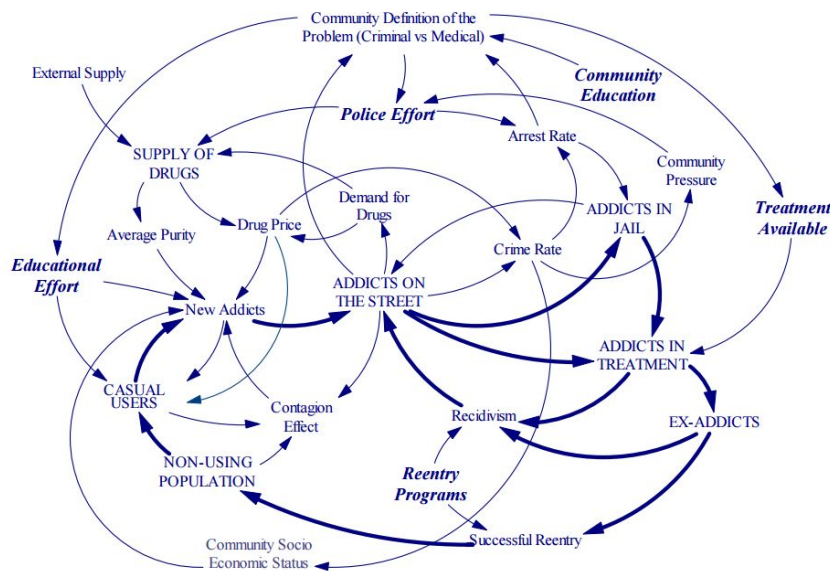 Community Definition of the
Problem (Criminal vs Medical)
External Supply
Community
Education
Police Effort
Arrest Rate
SUPPLY OF
DRUGS
Community
Pressure
Demand for
Drugs
ADDICTS IN
JAIL
Treatment
Available
Average Purity
Drug Price
Crime Rate
Educational
Effort
ADDICTS ON
THE STREET
New Addicts
ADDICTS IN
TREATMENT
CASUAL
USERS
Contagion
Effect
Recidivism
EX-ADDICTS
NON-USING
POPULATION
Reentry
Programs
Successful Reentry
Community Socio
Economic Status